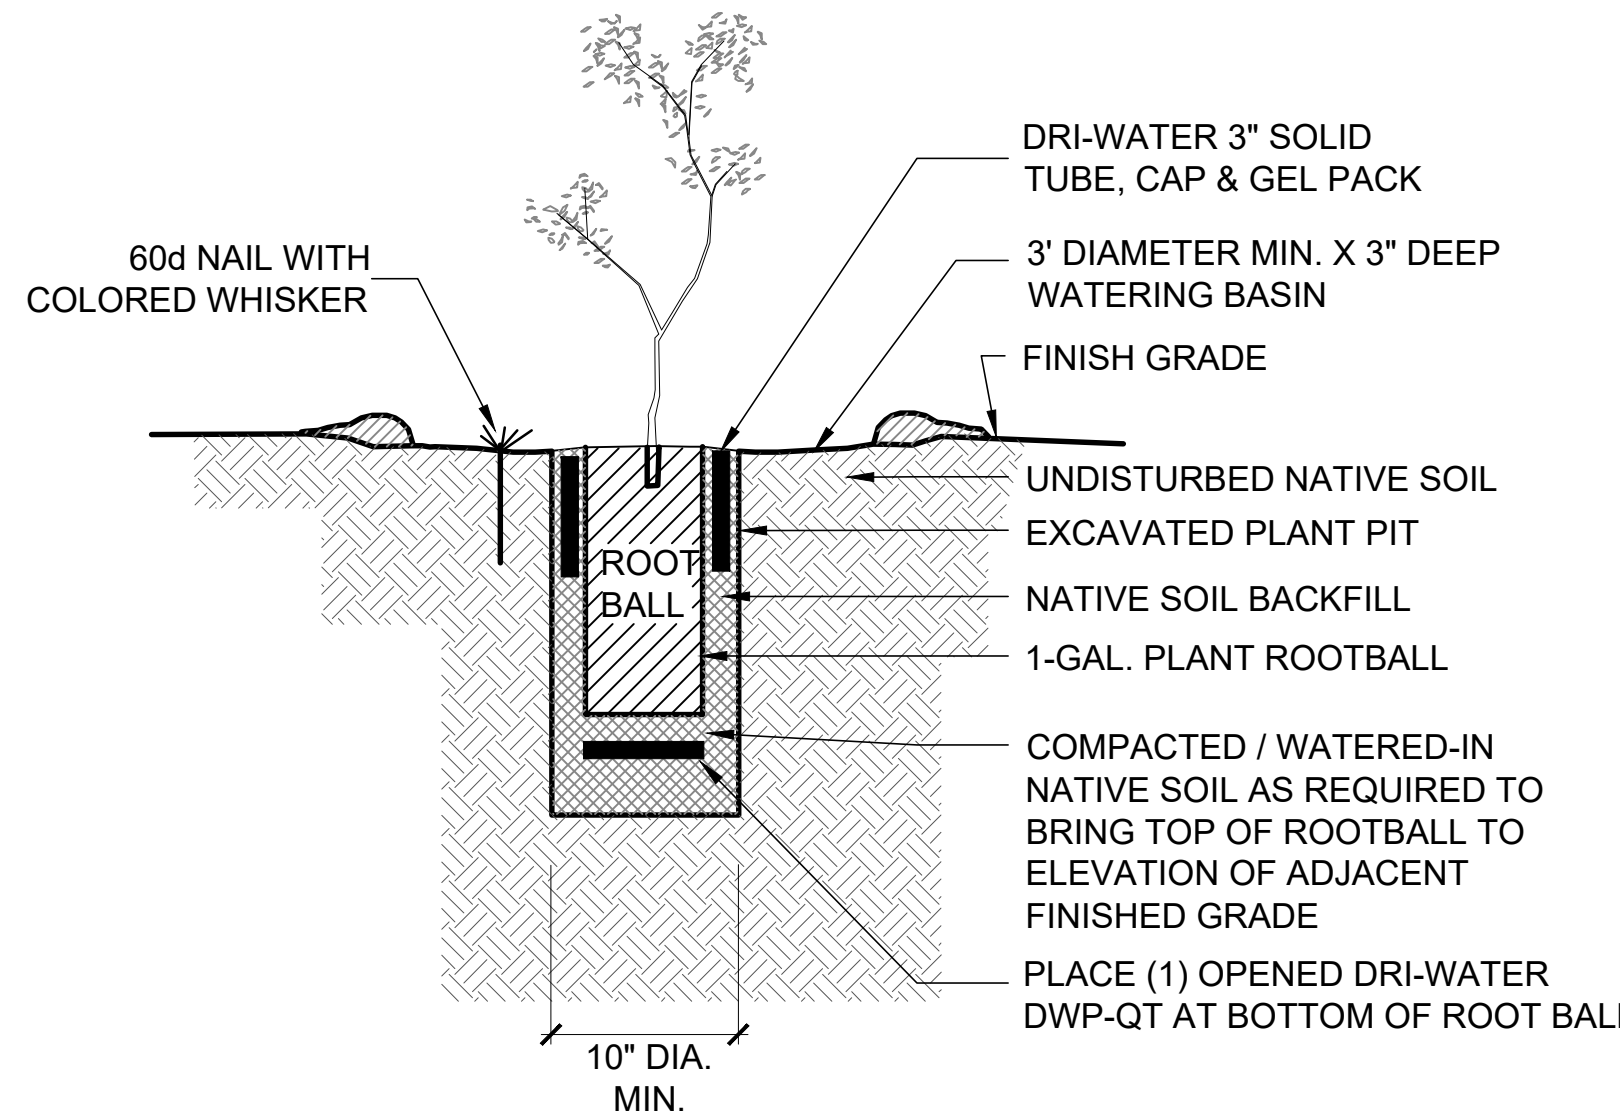 DRI-WATER 3" SOLID
TUBE, CAP & GEL PACK
60d NAIL WITH
COLORED WHISKER
3' DIAMETER MIN. X 3" DEEP
WATERING BASIN
FINISH GRADE
UNDISTURBED NATIVE SOIL
EXCAVATED PLANT PIT
ROOT
BALL
NATIVE SOIL BACKFILL
1-GAL. PLANT ROOTBALL
COMPACTED / WATERED-IN
NATIVE SOIL AS REQUIRED TO
BRING TOP OF ROOTBALL TO
ELEVATION OF ADJACENT
FINISHED GRADE
PLACE (1) OPENED DRI-WATER
DWP-QT AT BOTTOM OF ROOT BALL
10" DIA.
MIN.